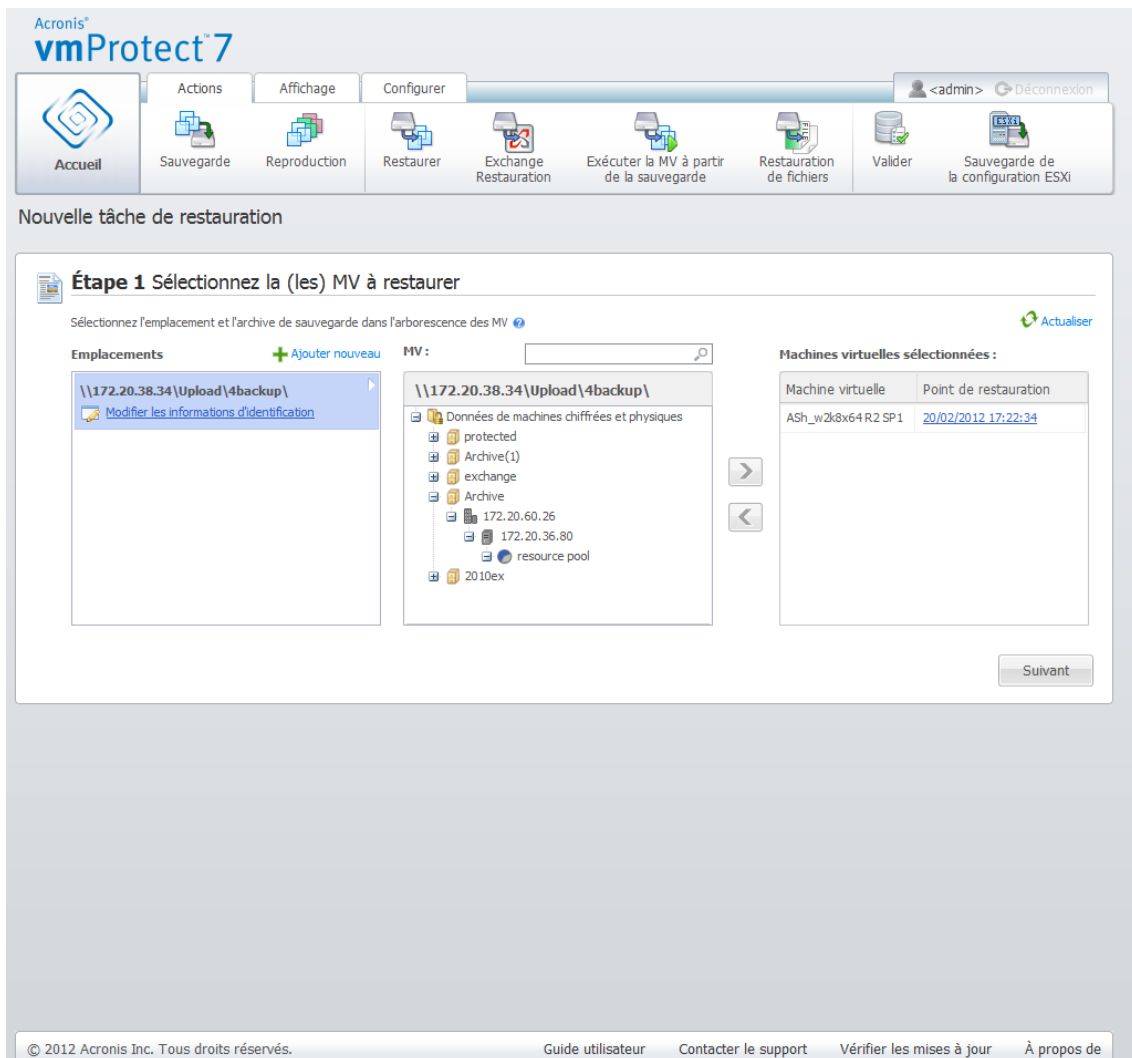 Acronis®
vmProtect™7
Actions Affichage Configurer <admin> Déconnexion
Accueil
Sauvegarde
Reproduction
Restaurer
Exchange
Restauration
Exécuter la MV à partir
de la sauvegarde
Restauration
de fichiers
Valider
Sauvegarde de
la configuration ESXi
Nouvelle tâche de restauration
Étape 1 Sélectionnez la (les) MV à restaurer
Sélectionnez l'emplacement et l'archive de sauvegarde dans l'arborescence des MV
Actualiser
Emplacements Ajouter nouveau
\\172.20.38.34\Upload\4backup\
Modifier les informations d'identification
MV :
\\172.20.38.34\Upload\4backup\
Données de machines chiffrées et physiques
protected
Archive(1)
exchange
Archive
172.20.60.26
172.20.36.80
resource pool
2010ex
Machines virtuelles sélectionnées :
Machine virtuelle Point de restauration
ASh_w2k8x64 R2 SP1 20/02/2012 17:22:34
Suivant
© 2012 Acronis Inc. Tous droits réservés. Guide utilisateur Contacter le support Vérifier les mises à jour À propos de